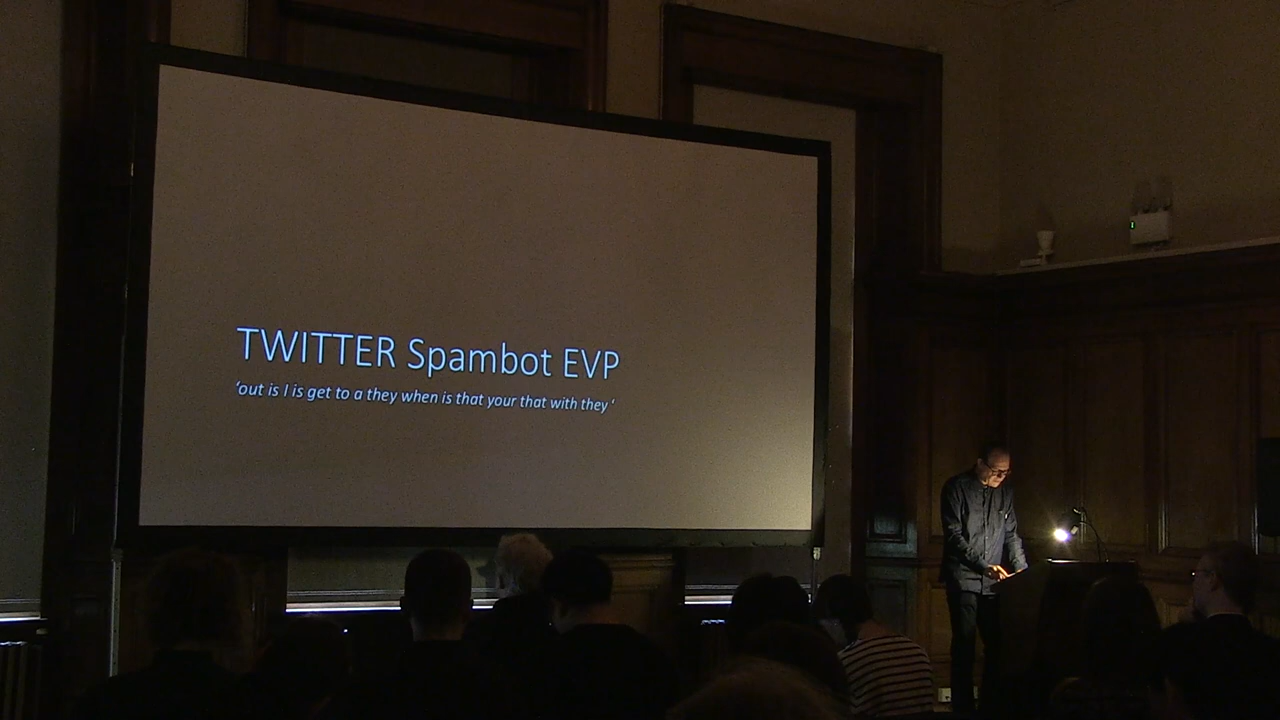 TWITTER Spambot EVP
‘out is I is get to a they when is that your that with they ‘